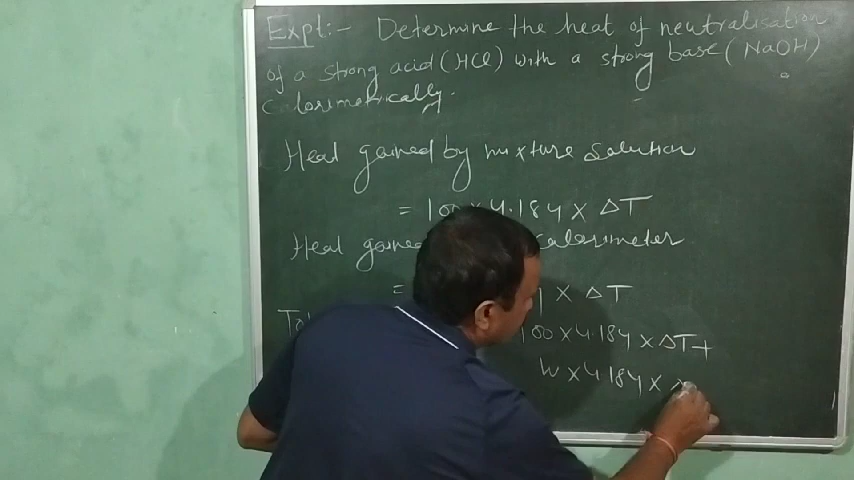 Expt:- Determine the heat of neutralisation
of a strong acid (HCl) with a strong base (NaOH)
Calorimetrically.
Heat gained by mixture solution
= 100 x 4.184 x ΔT
Heat gained calorimeter
= x ΔT
100 x 4.184 x ΔT +
W x 4.184 x